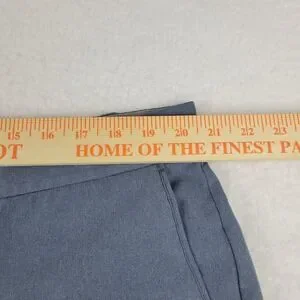 15 16 17 18 19 20 21 22 23
OT HOME OF THE FINEST PA